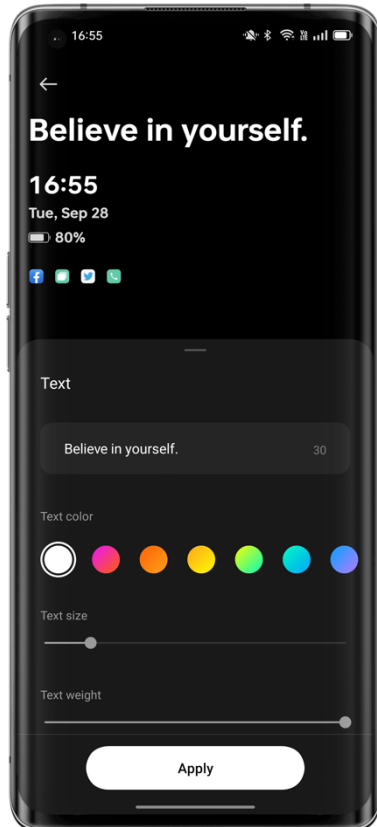 16:55
Believe in yourself.
16:55
Tue, Sep 28
80%
Text
Believe in yourself. 30
Text color
Text size
Text weight
Apply